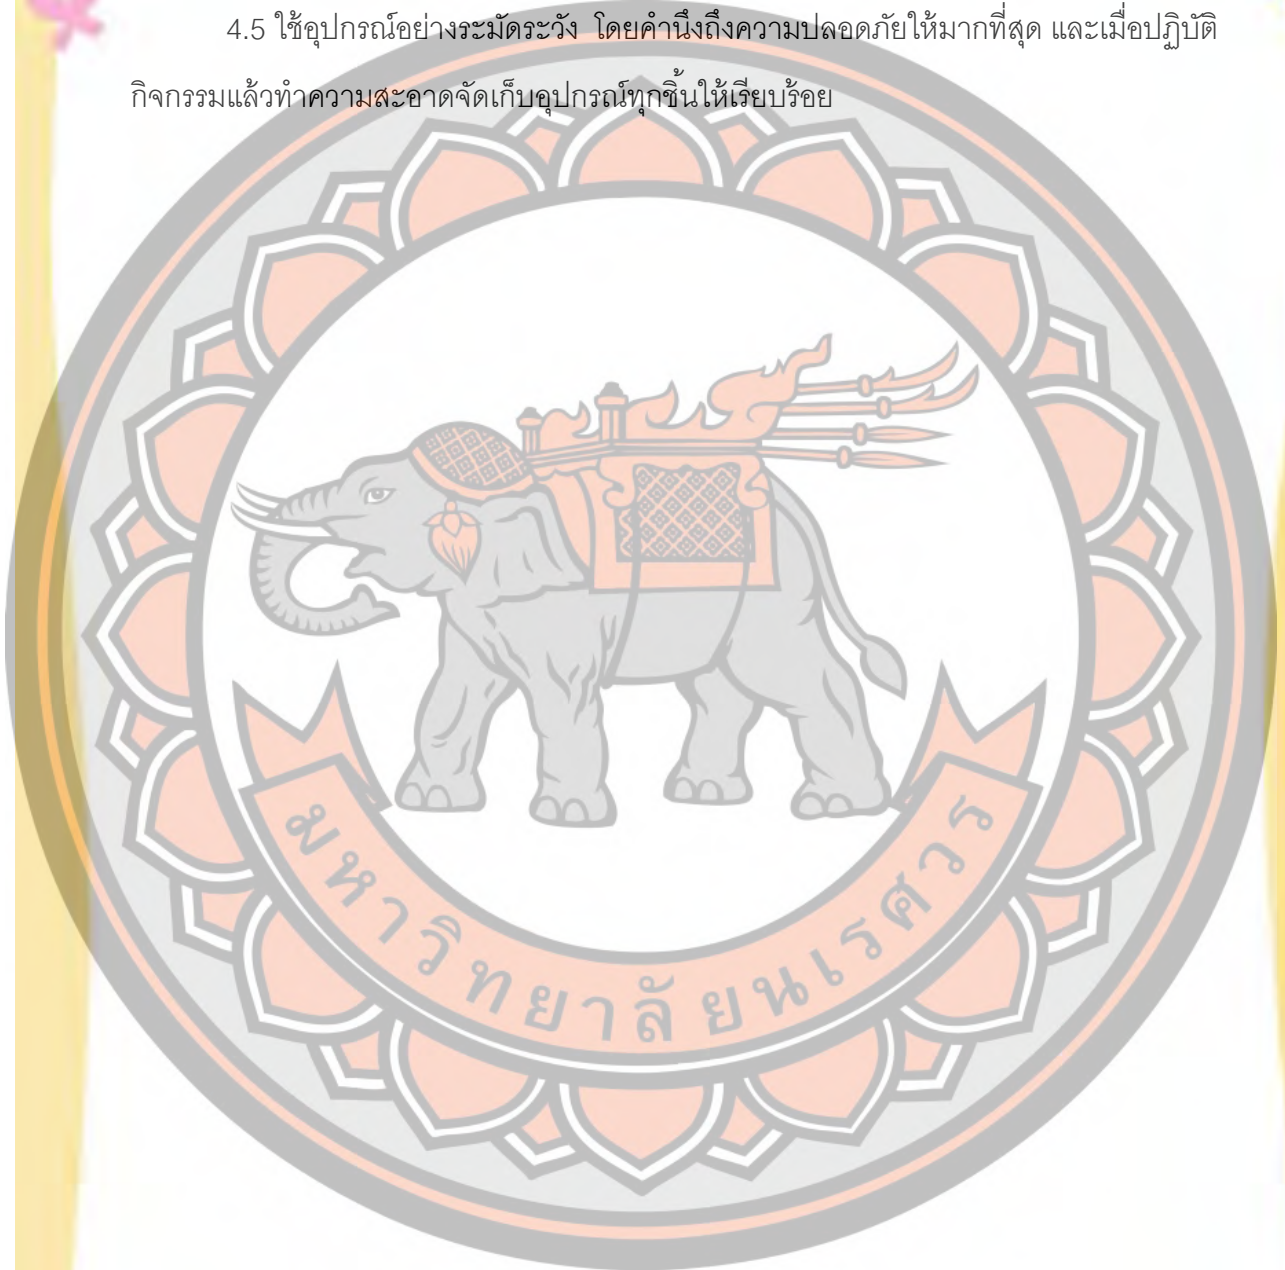 4.5 ใช้อุปกรณ์อย่างระมัดระวัง โดยคำนึงถึงความปลอดภัยให้มากที่สุด และเมื่อปฏิบัติ
กิจกรรมแล้วทำความสะอาดจัดเก็บอุปกรณ์ทุกชิ้นให้เรียบร้อย
มหาวิทยาลัยนเรศวร